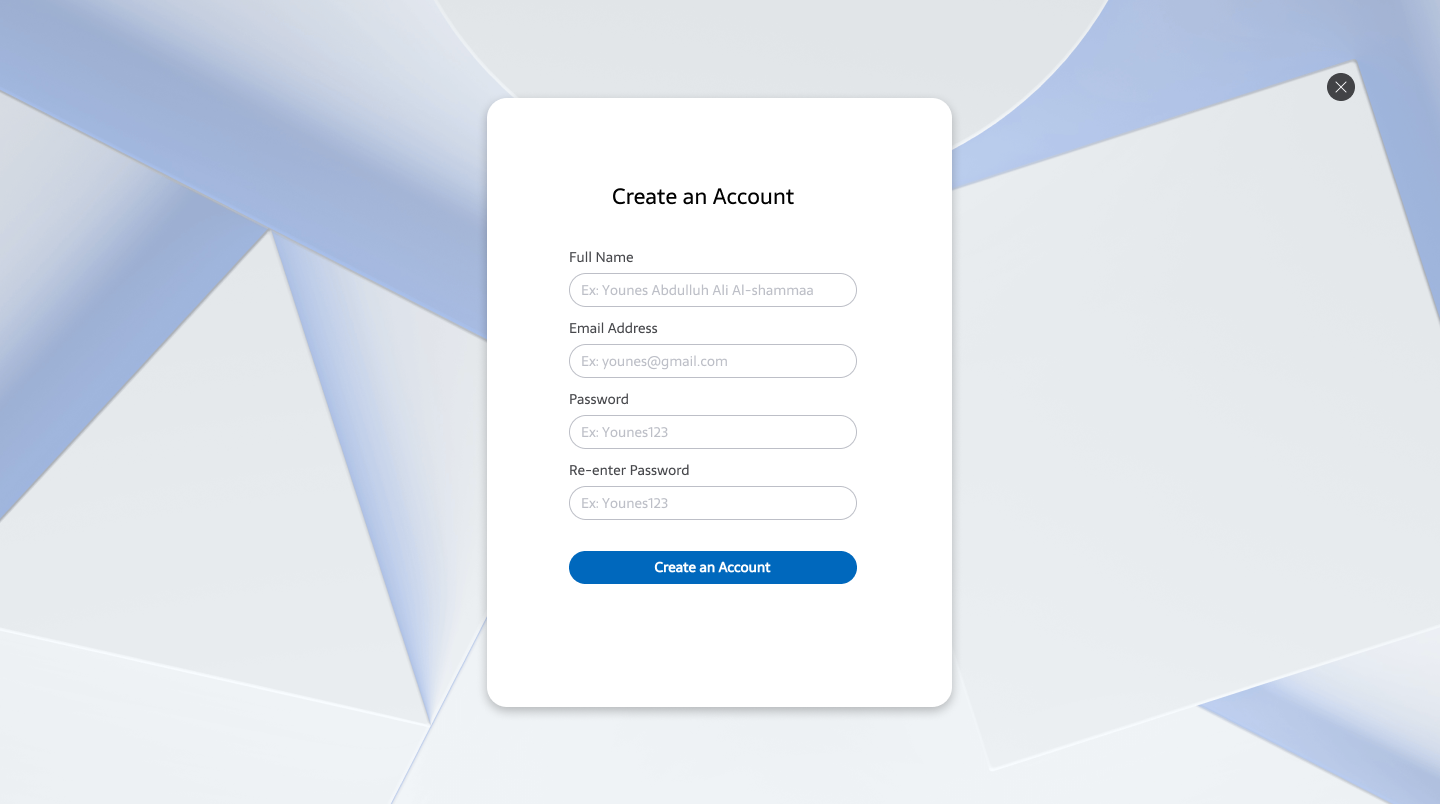 Create an Account
Full Name
Ex: Younes Abdulluh Ali Al-shammaa
Email Address
Ex: younes@gmail.com
Password
Ex: Younes123
Re-enter Password
Ex: Younes123
Create an Account